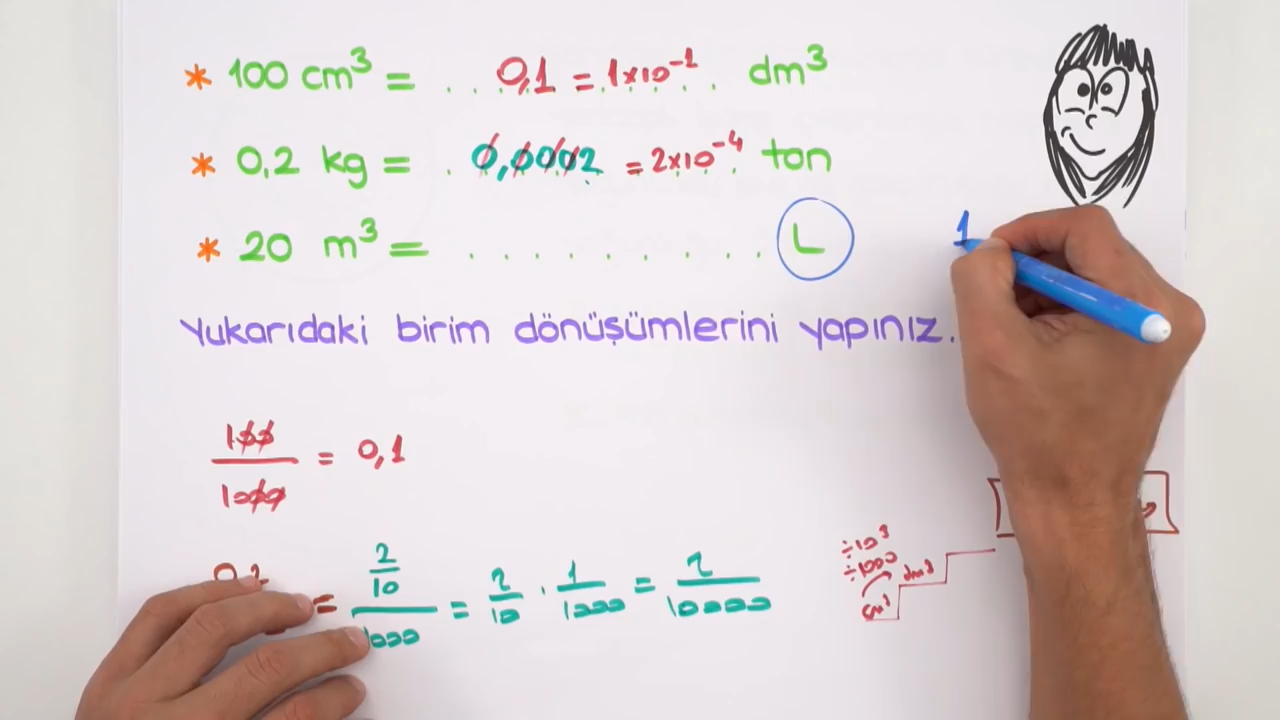 * 100 cm³ = . . . 0,1 = 1x10⁻¹ . . dm³
* 0,2 kg = . 0,0002 = 2x10⁻⁴ . ton
* 20 m³ = . . . . . . . . . . L
1
Yukarıdaki birim dönüşümlerini yapınız.
100/1000 = 0,1
= 2/10/1000 = 2/10 . 1/1000 = 2/10000
÷10³
÷1000
cm³ dm³